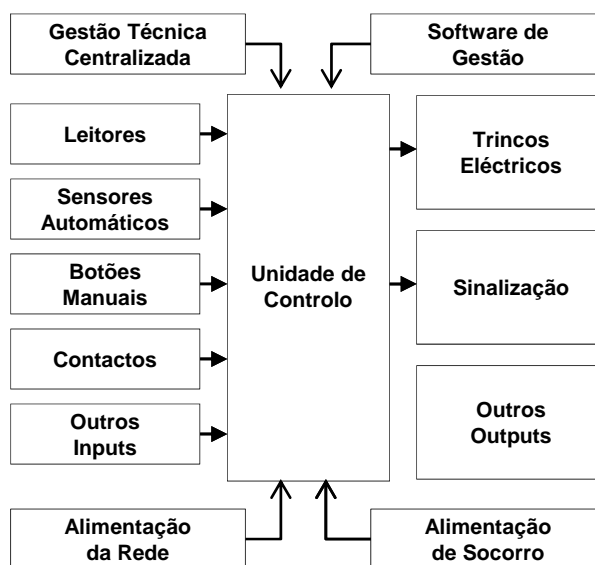 Gestão Técnica
Centralizada
Software de
Gestão
Leitores
Sensores
Automáticos
Botões
Manuais
Contactos
Outros
Inputs
Unidade de
Controlo
Trincos
Eléctricos
Sinalização
Outros
Outputs
Alimentação
da Rede
Alimentação
de Socorro